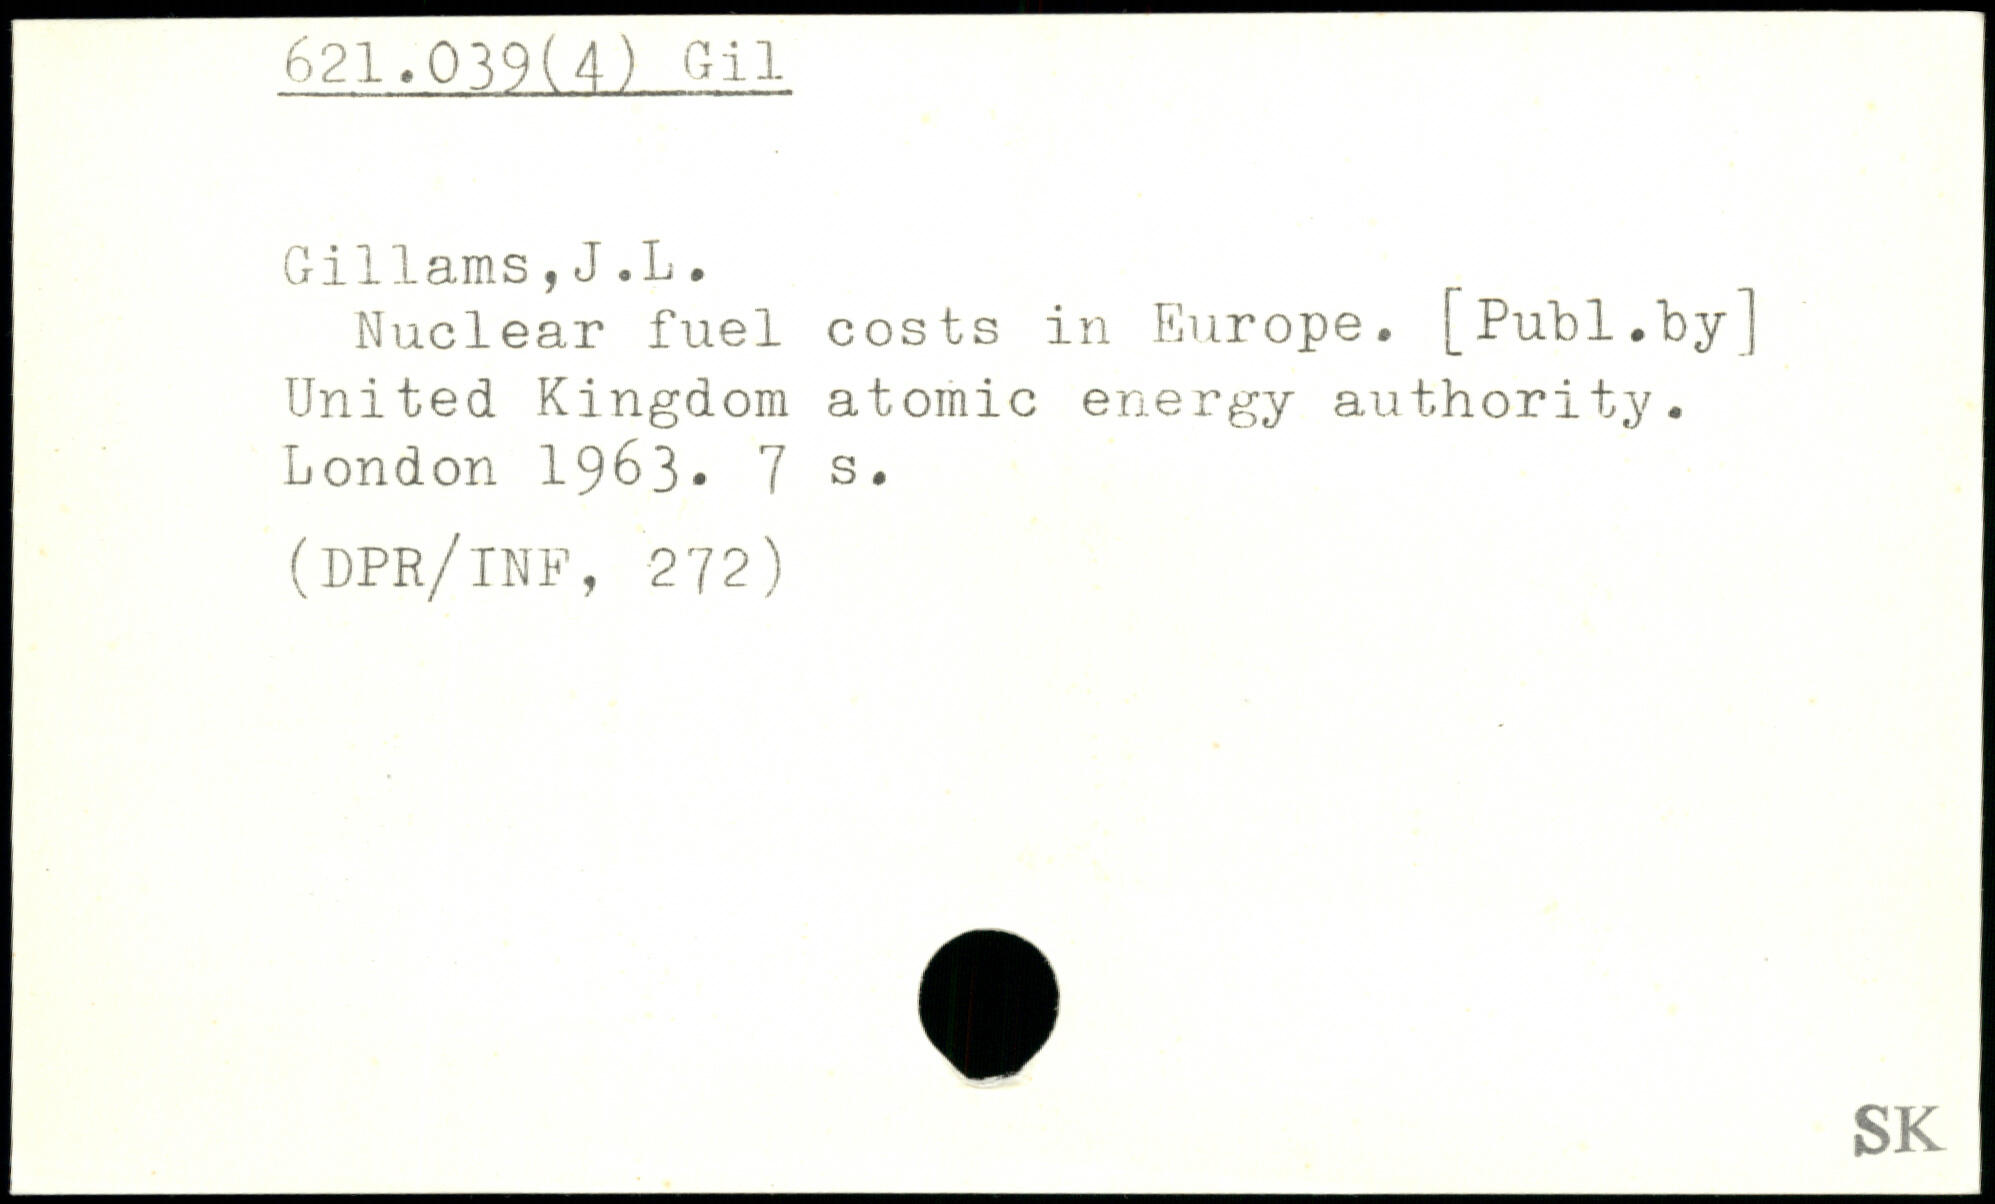 621.039(4) Gil
Gillams,J.L.
Nuclear fuel costs in Europe. [Publ.by]
United Kingdom atomic energy authority.
London 1963. 7 s.
(DPR/INF, 272)
SK